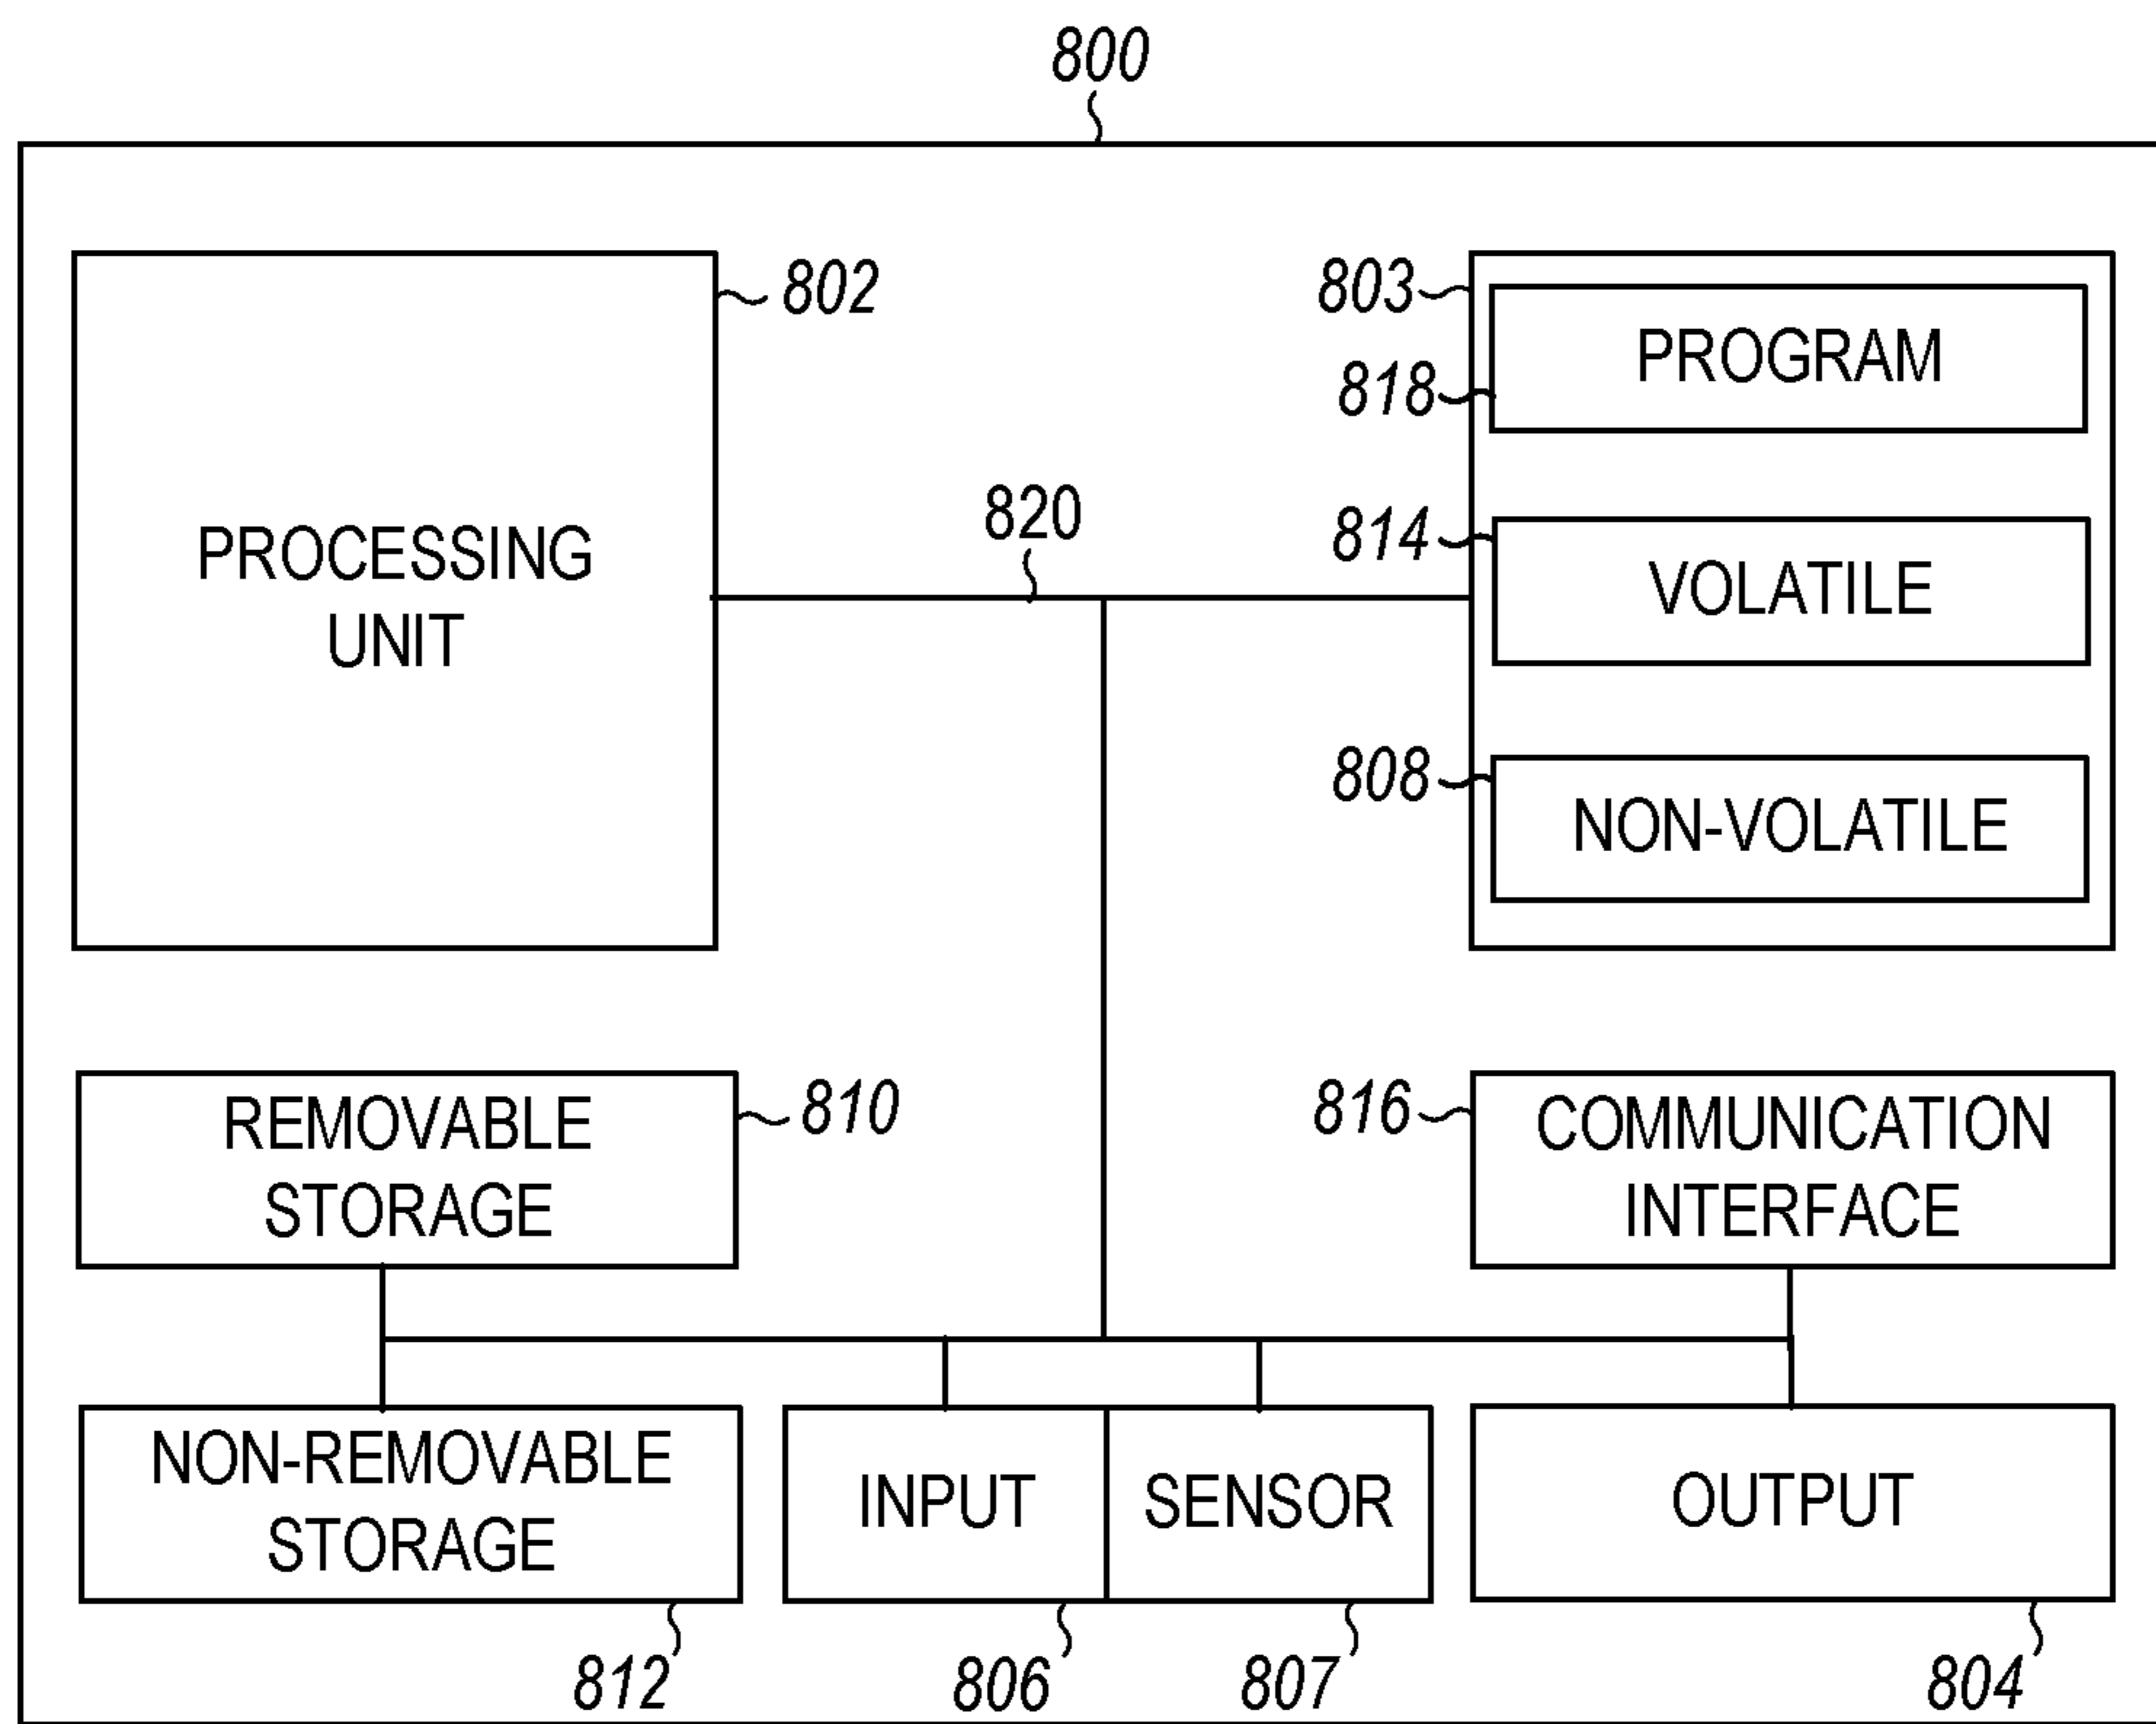 800
802
803
PROGRAM
818
PROCESSING
UNIT
820
814
VOLATILE
808
NON-VOLATILE
REMOVABLE
STORAGE
810
816
COMMUNICATION
INTERFACE
NON-REMOVABLE
STORAGE
INPUT
SENSOR
OUTPUT
812
806
807
804